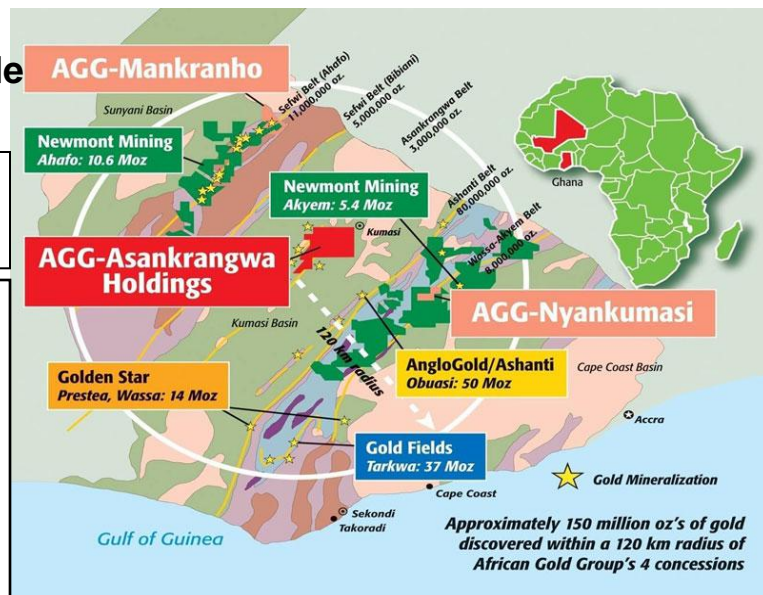 le
AGG-Mankranho
Sunyani Basin
Sefwi Belt (Ahafo)
11,000,000 oz.
Sefwi Belt (Bibiani)
5,000,000 oz.
Asankrangwa Belt
3,000,000 oz.
Newmont Mining
Ahafo: 10.6 Moz
Newmont Mining
Akyem: 5.4 Moz
Ashanti Belt
80,000,000 oz.
Wassa-Akyem Belt
8,000,000 oz.
Ghana
Kumasi
AGG-Asankrangwa
Holdings
AGG-Nyankumasi
Kumasi Basin
120 km radius
AngloGold/Ashanti
Obuasi: 50 Moz
Cape Coast Basin
Golden Star
Prestea, Wassa: 14 Moz
Accra
Gold Fields
Tarkwa: 37 Moz
Gold Mineralization
Cape Coast
Sekondi
Takoradi
Gulf of Guinea
Approximately 150 million oz's of gold
discovered within a 120 km radius of
African Gold Group's 4 concessions